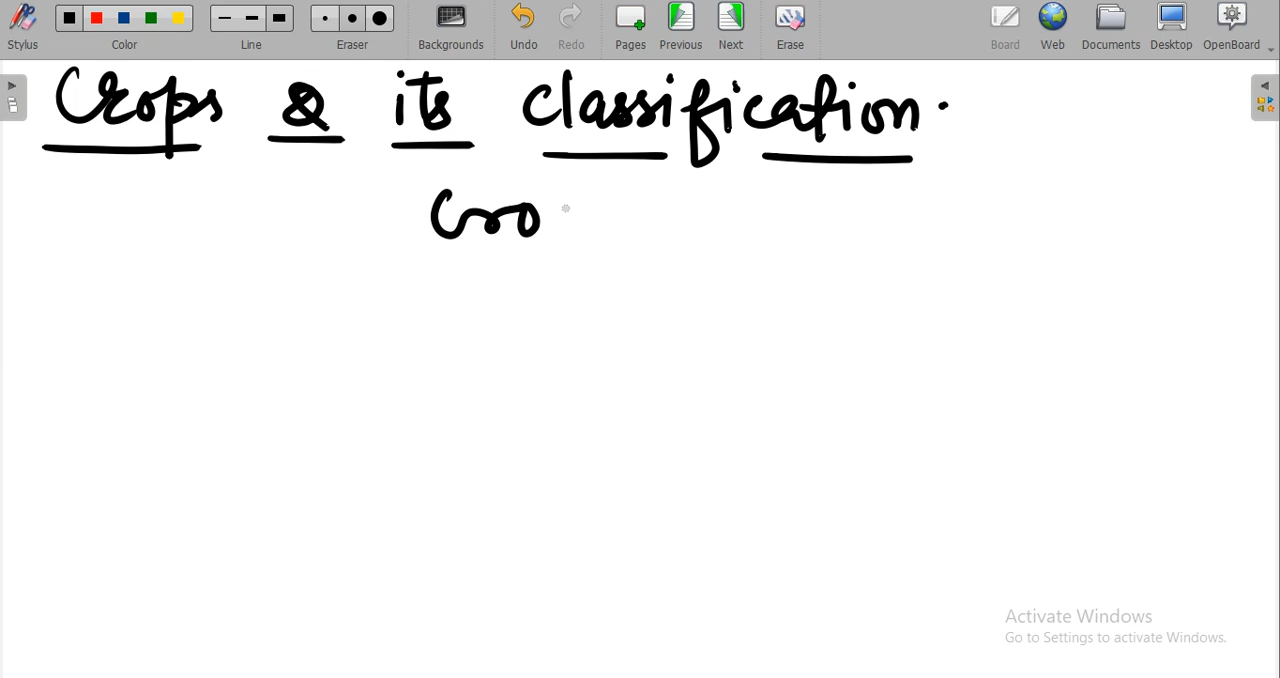 Stylus Color Line Eraser Backgrounds Undo Redo Pages Previous Next Erase Board Web Documents Desktop OpenBoard
Crops & its classification.
Cro
Activate Windows
Go to Settings to activate Windows.